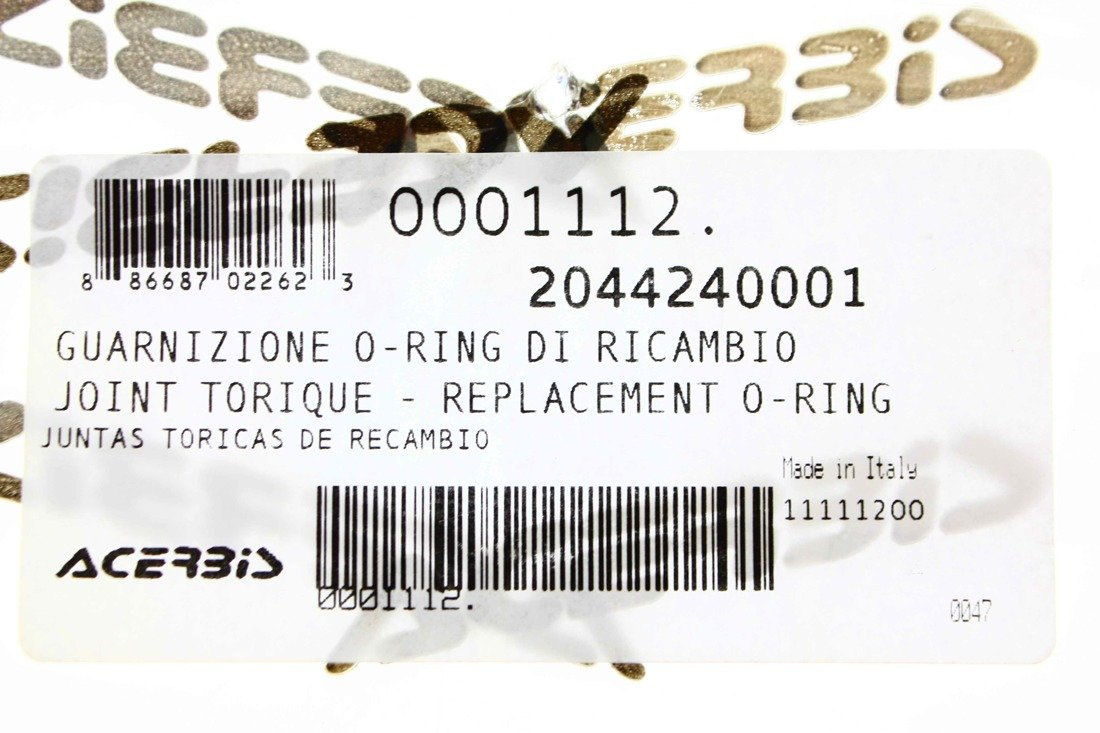 ACERBIS
0001112.
8 86687 02262 3
2044240001
GUARNIZIONE O-RING DI RICAMBIO
JOINT TORIQUE - REPLACEMENT O-RING
JUNTAS TORICAS DE RECAMBIO
Made in Italy
11111200
ACERBIS
0001112.
0047